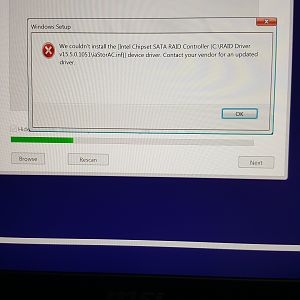 Windows Setup
We couldn't install the [Intel Chipset SATA RAID Controller (C:\RAID Driver
v15.5.0.1051\iaStorAC.inf)] device driver. Contact your vendor for an updated
driver.
OK
Hide
Browse
Rescan
Next